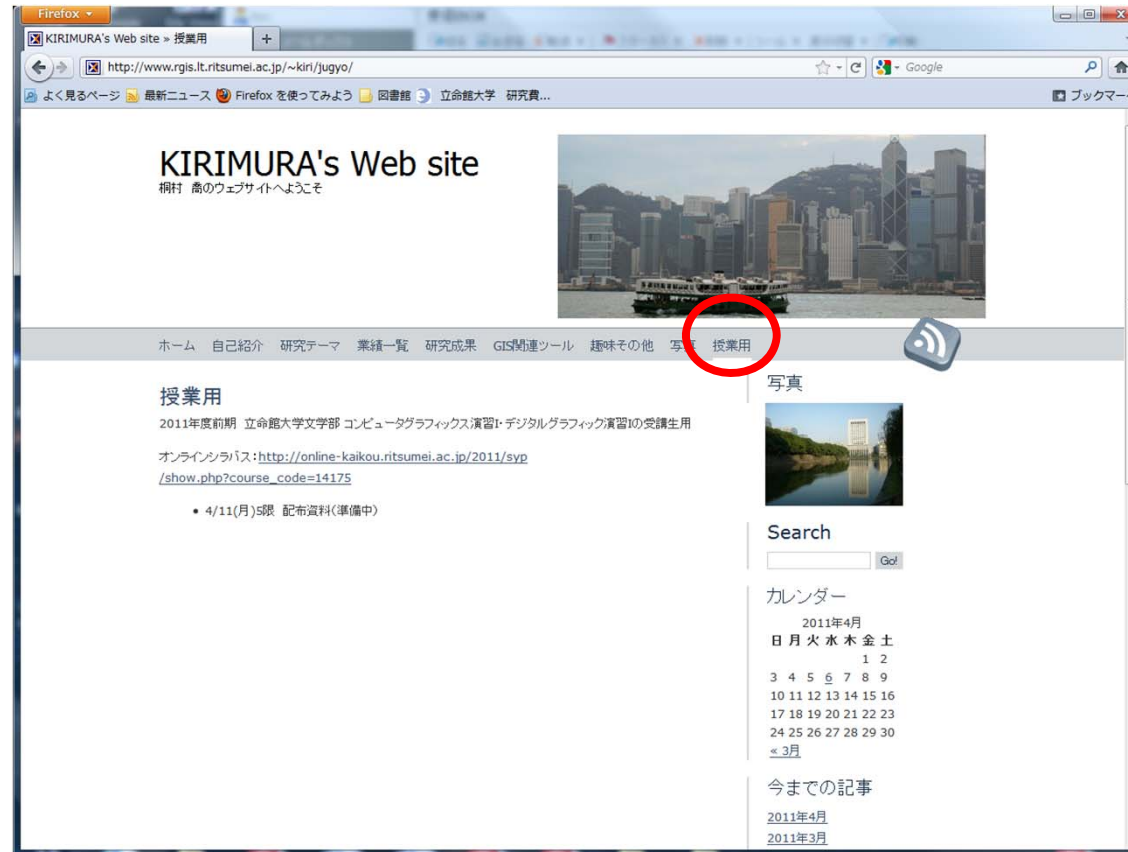 Firefox
KIRIMURA's Web site » 授業用
+
http://www.rgis.lt.ritsumei.ac.jp/~kiri/jugyo/
Google
よく見るページ 最新ニュース Firefox を使ってみよう 図書館 立命館大学 研究費... ブックマー
KIRIMURA's Web site
桐村 喬のウェブサイトへようこそ
ホーム 自己紹介 研究テーマ 業績一覧 研究成果 GIS関連ツール 趣味その他 写真 授業用
授業用
2011年度前期 立命館大学文学部 コンピュータグラフィックス演習I・デジタルグラフィック演習Iの受講生用
オンラインシラバス:http://online-kaikou.ritsumei.ac.jp/2011/syp
/show.php?course_code=14175
• 4/11(月)5限 配布資料(準備中)
写真
Search
Go!
カレンダー
2011年4月
日 月 火 水 木 金 土
1 2
3 4 5 6 7 8 9
10 11 12 13 14 15 16
17 18 19 20 21 22 23
24 25 26 27 28 29 30
« 3月
今までの記事
2011年4月
2011年3月